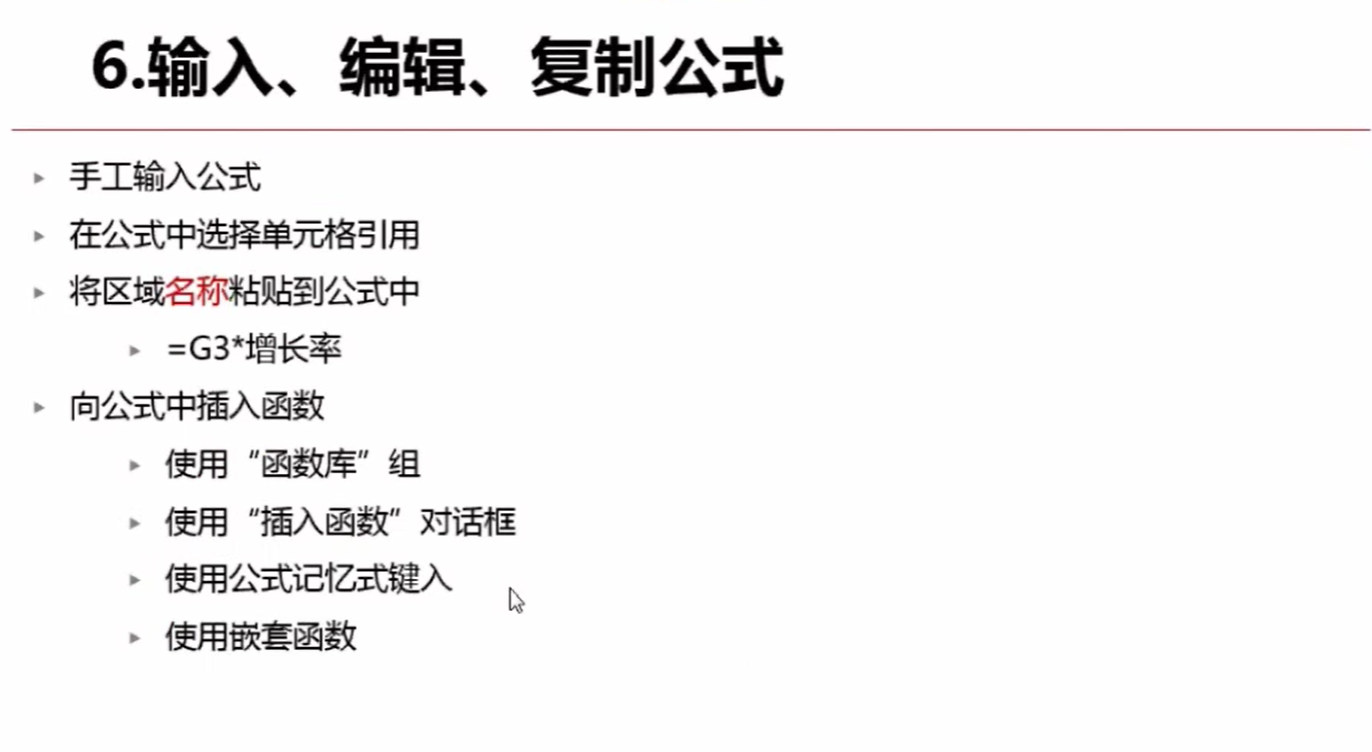 6.输入、编辑、复制公式
手工输入公式
在公式中选择单元格引用
将区域名称粘贴到公式中
=G3*增长率
向公式中插入函数
使用“函数库”组
使用“插入函数”对话框
使用公式记忆式键入
使用嵌套函数